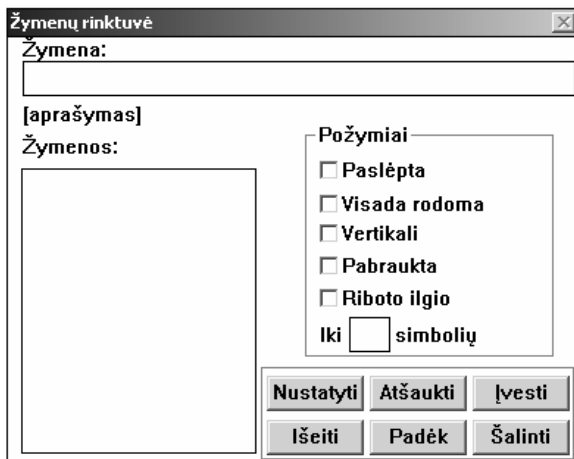 Žymenų rinktuvė
Žymena:
[aprašymas]
Žymenos:
Požymiai
Paslėpta
Visada rodoma
Vertikali
Pabraukta
Riboto ilgio
Iki simbolių
Nustatyti Atšaukti Įvesti
Išeiti Padėk Šalinti